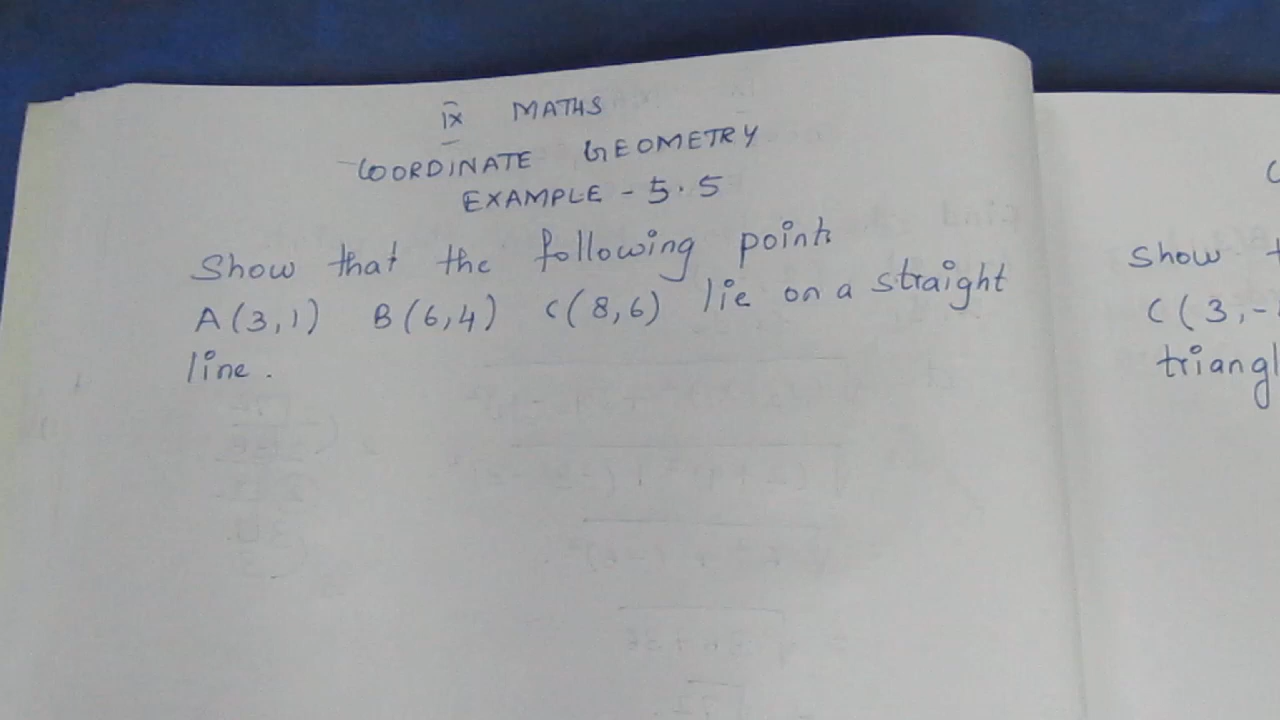 IX MATHS
COORDINATE GEOMETRY
EXAMPLE - 5.5
Show that the following points
A(3,1) B(6,4) C(8,6) lie on a straight
line.
Show
C(3,-
triangl